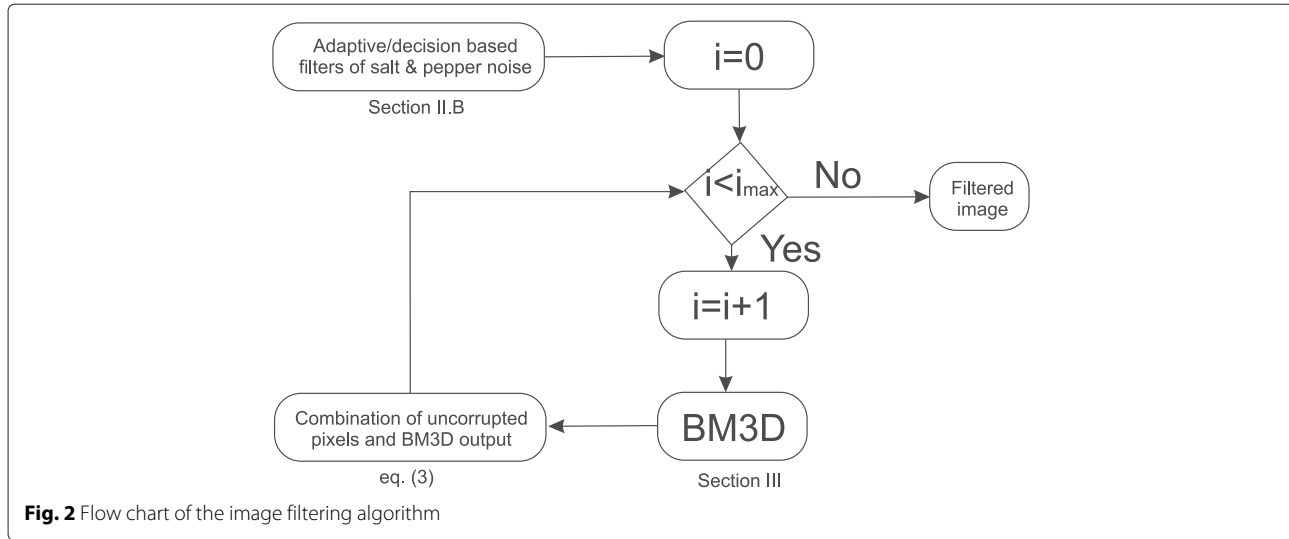 Adaptive/decision based
filters of salt & pepper noise
Section II.B
i=0
i<imax
No
Filtered
image
Yes
i=i+1
BM3D
Section III
Combination of uncorrupted
pixels and BM3D output
eq. (3)
Fig. 2 Flow chart of the image filtering algorithm